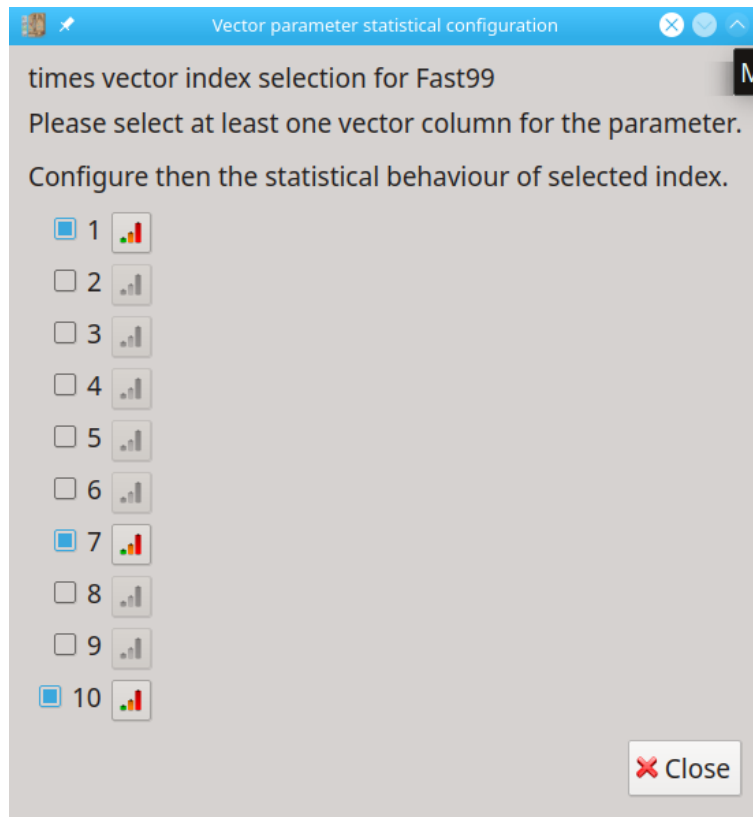 Vector parameter statistical configuration
times vector index selection for Fast99
Please select at least one vector column for the parameter.
Configure then the statistical behaviour of selected index.
1
2
3
4
5
6
7
8
9
10
Close